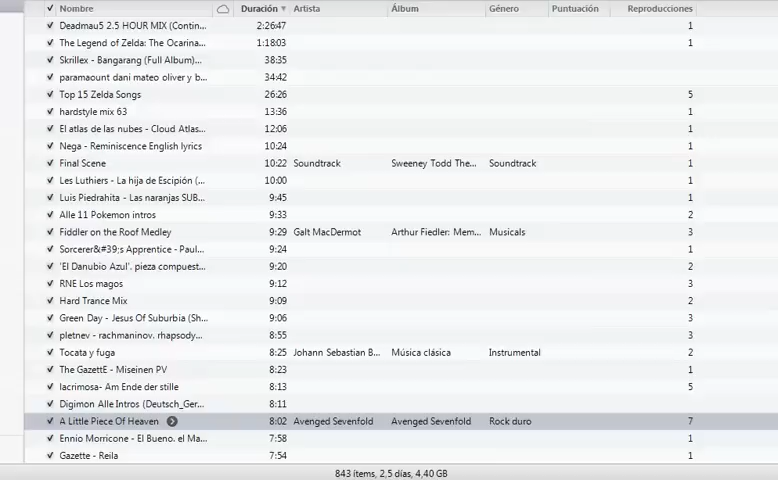 Nombre Duración Artista Álbum Género Puntuación Reproducciones
Deadmau5 2.5 HOUR MIX (Contin... 2:26:47 1
The Legend of Zelda: The Ocarina... 1:18:03 1
Skrillex - Bangarang (Full Album)... 38:35
paramaount dani mateo oliver y b... 34:42
Top 15 Zelda Songs 26:26 5
hardstyle mix 63 13:36 1
El atlas de las nubes - Cloud Atlas... 12:06 1
Nega - Reminiscence English lyrics 10:24 1
Final Scene 10:22 Soundtrack Sweeney Todd The... Soundtrack 1
Les Luthiers - La hija de Escipión (... 10:00 1
Luis Piedrahita - Las naranjas SUB... 9:45 1
Alle 11 Pokemon intros 9:33 2
Fiddler on the Roof Medley 9:29 Galt MacDermot Arthur Fiedler: Mem... Musicals 3
Sorcerer&#39;s Apprentice - Paul... 9:24 1
'El Danubio Azul'. pieza compuest... 9:20 2
RNE Los magos 9:12 3
Hard Trance Mix 9:09 2
Green Day - Jesus Of Suburbia (Sh... 9:06 3
pletnev - rachmaninov. rhapsody... 8:55 3
Tocata y fuga 8:25 Johann Sebastian B... Música clásica Instrumental 2
The GazettE - Miseinen PV 8:23 1
lacrimosa- Am Ende der stille 8:13 5
Digimon Alle Intros (Deutsch_Ger... 8:11
A Little Piece Of Heaven 8:02 Avenged Sevenfold Avenged Sevenfold Rock duro 7
Ennio Morricone - El Bueno. el Ma... 7:58 1
Gazette - Reila 7:54 1
843 ítems, 2,5 días, 4,40 GB